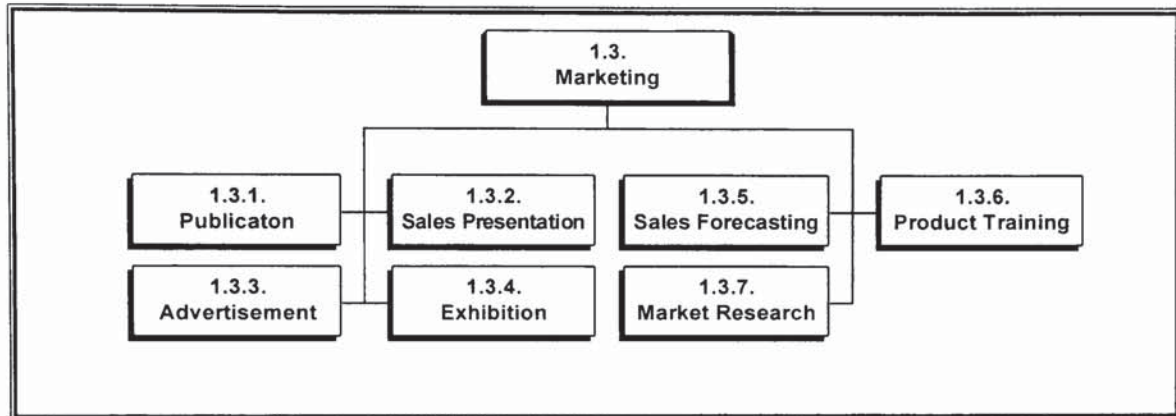 1.3.
Marketing
1.3.1.
Publicaton
1.3.2.
Sales Presentation
1.3.5.
Sales Forecasting
1.3.6.
Product Training
1.3.3.
Advertisement
1.3.4.
Exhibition
1.3.7.
Market Research